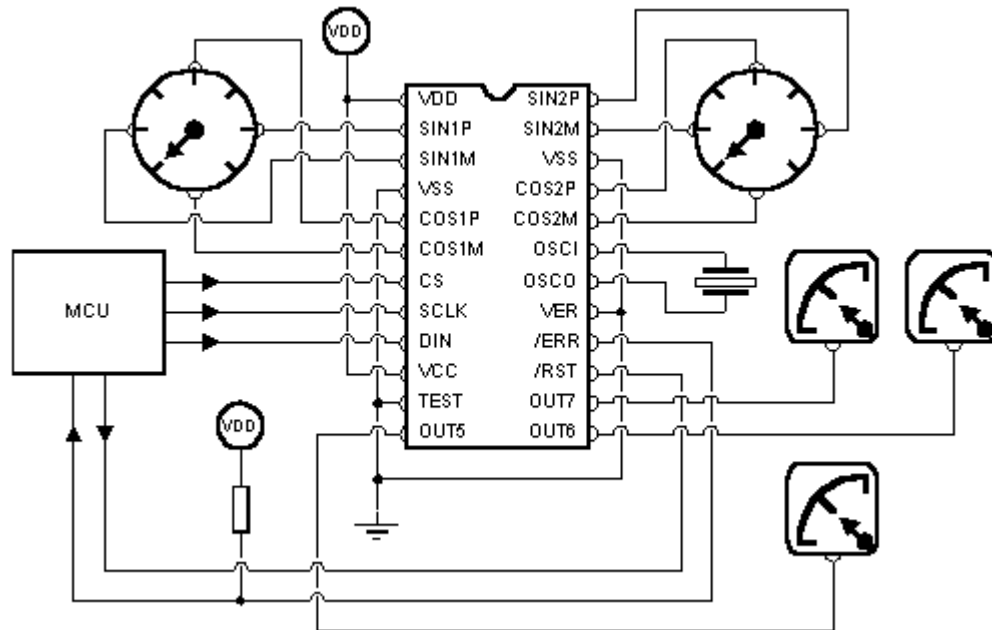 VDD
VDD SIN2P
SIN1P SIN2M
SIN1M VSS
VSS COS2P
COS1P COS2M
COS1M OSCI
CS OSCO
MCU SCLK VER
DIN /ERR
VCC /RST
TEST OUT7
VDD OUT5 OUT6